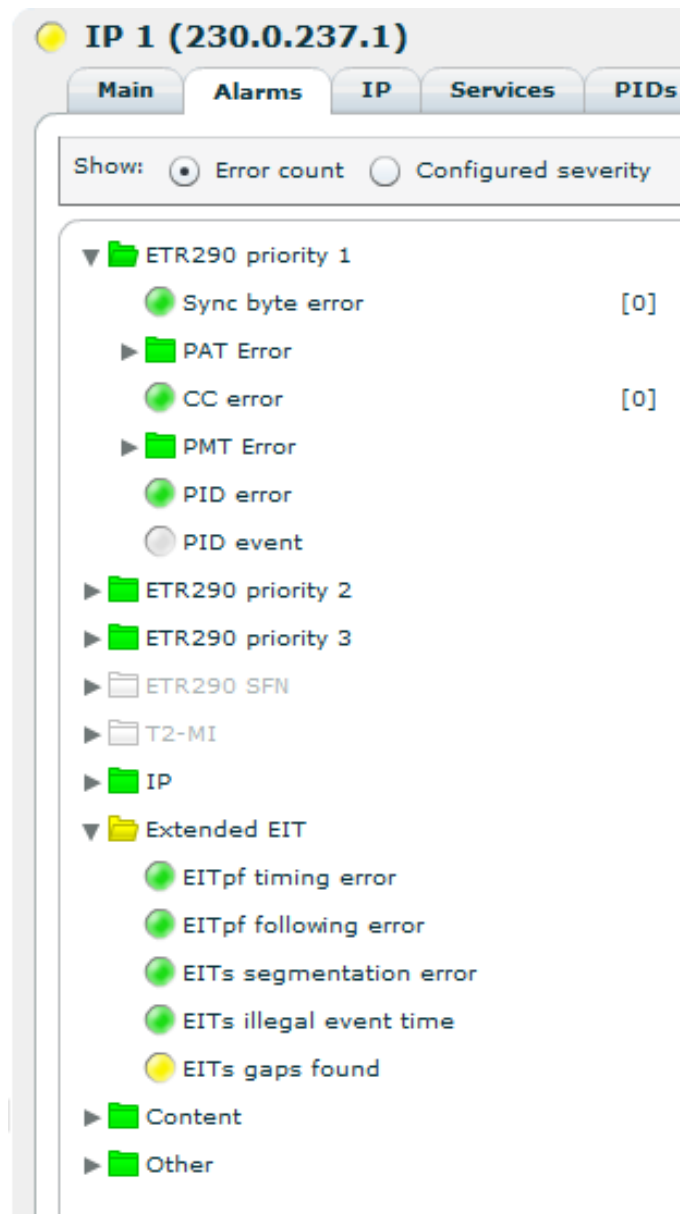 IP 1 (230.0.237.1)
Main Alarms IP Services PIDs
Show: Error count Configured severity
ETR290 priority 1
Sync byte error [0]
PAT Error
CC error [0]
PMT Error
PID error
PID event
ETR290 priority 2
ETR290 priority 3
ETR290 SFN
T2-MI
IP
Extended EIT
EITpf timing error
EITpf following error
EITs segmentation error
EITs illegal event time
EITs gaps found
Content
Other